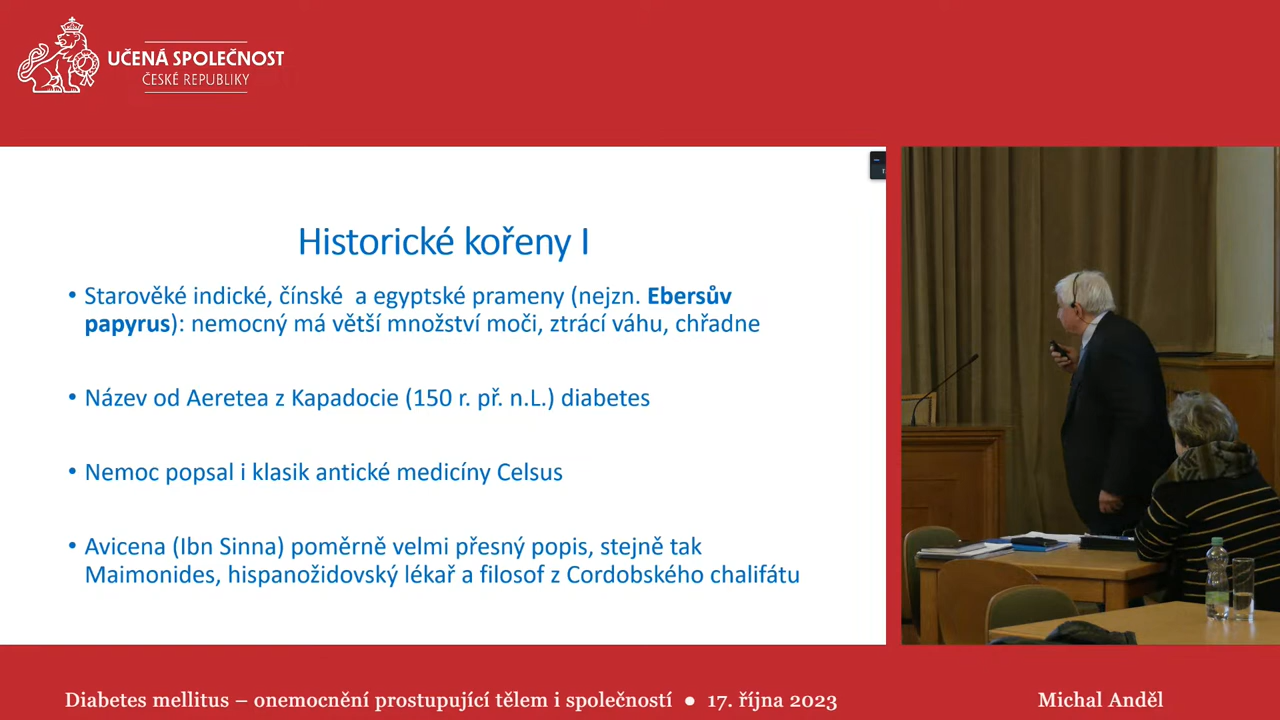 UČENÁ SPOLEČNOST
ČESKÉ REPUBLIKY
Historické kořeny I
• Starověké indické, čínské a egyptské prameny (nejzn. Ebersův
papyrus): nemocný má větší množství moči, ztrácí váhu, chřadne
• Název od Aeretea z Kapadocie (150 r. př. n.L.) diabetes
• Nemoc popsal i klasik antické medicíny Celsus
• Avicena (Ibn Sinna) poměrně velmi přesný popis, stejně tak
Maimonides, hispanožidovský lékař a filosof z Cordobského chalifátu
Diabetes mellitus – onemocnění prostupující tělem i společností ● 17. října 2023
Michal Anděl